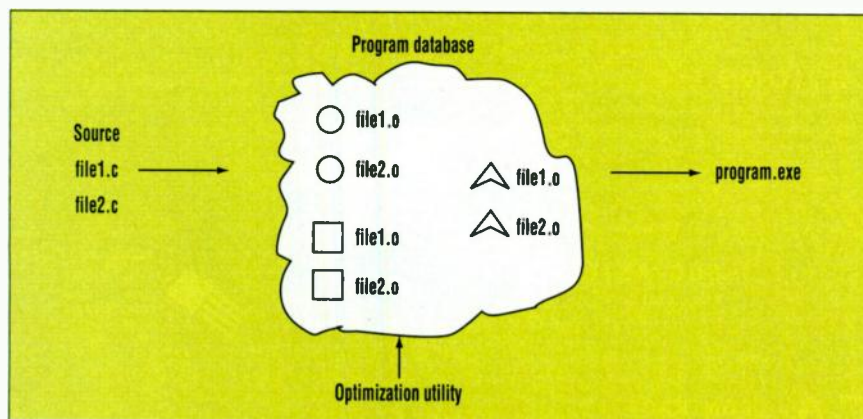 Program database
Source
file1.c
file2.c
file1.o
file2.o
file1.o
file2.o
file1.o
file2.o
program.exe
Optimization utility